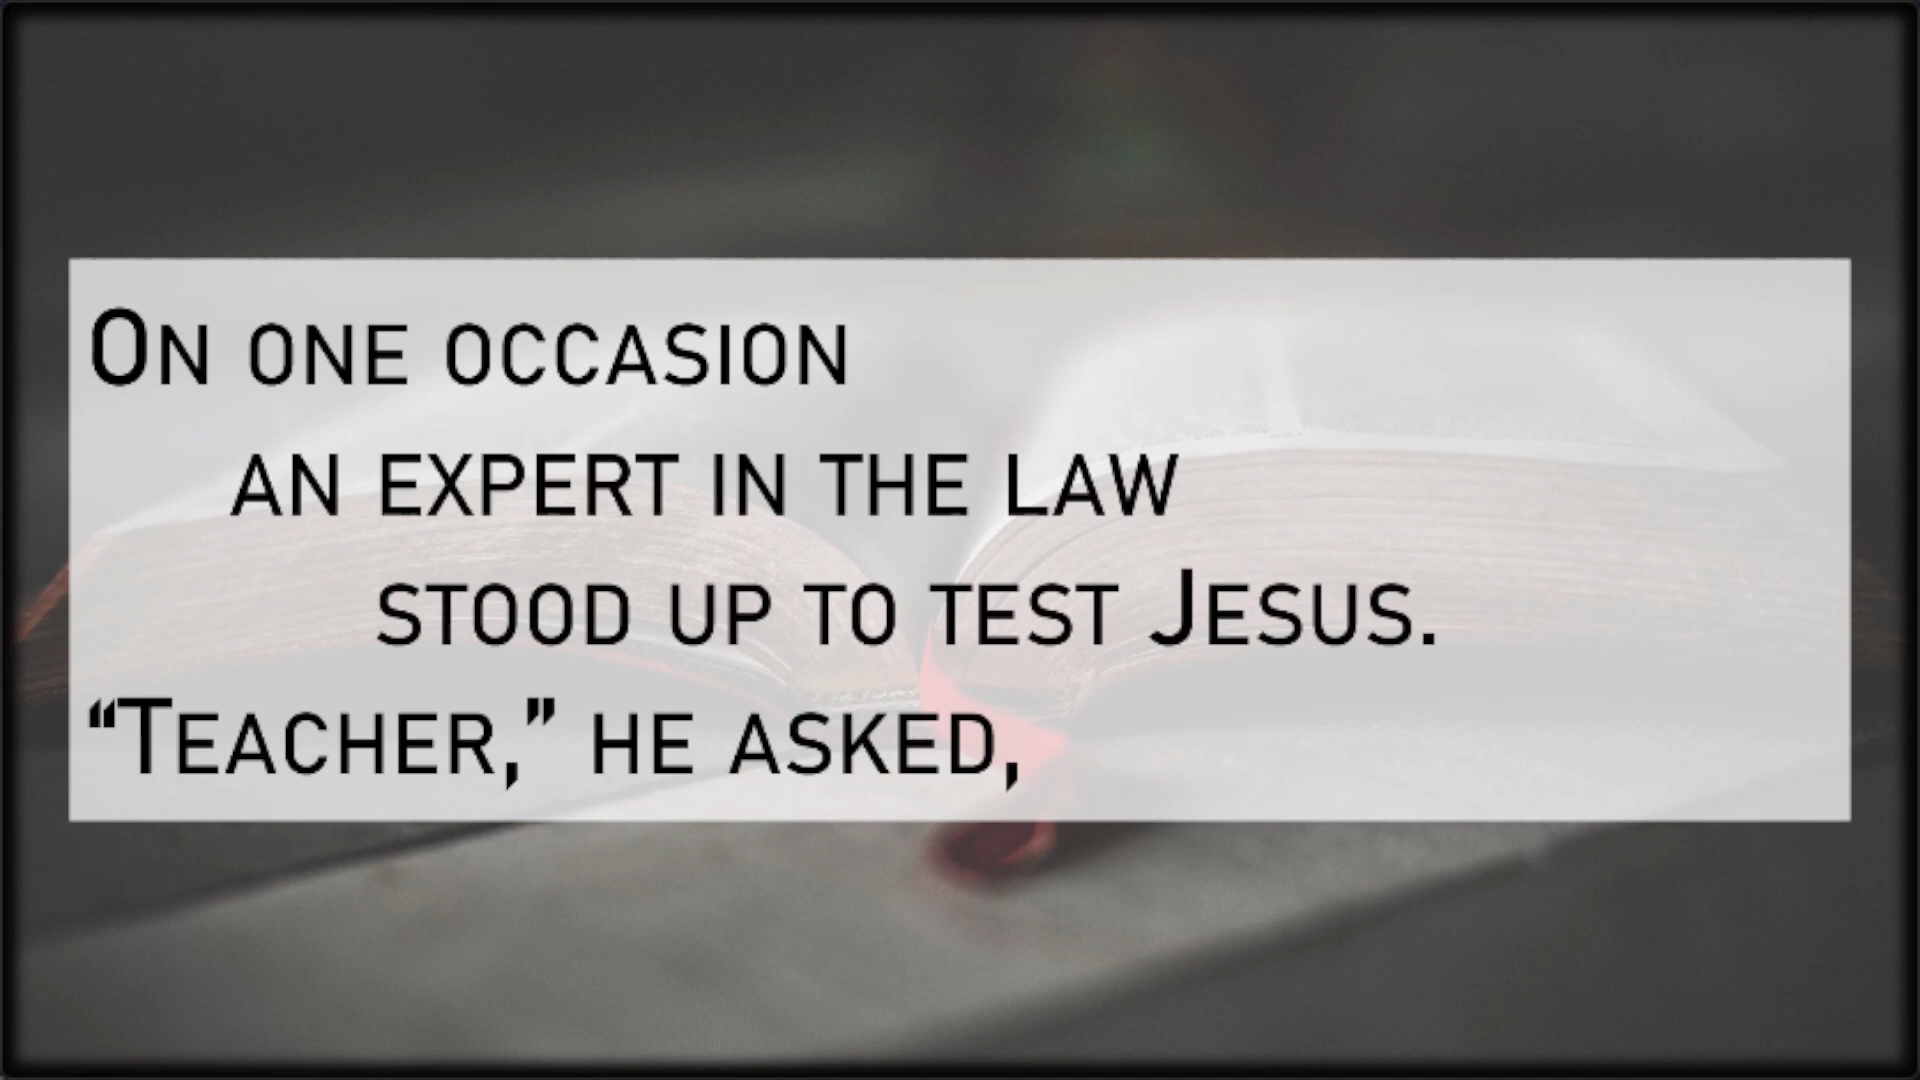 On one occasion
an expert in the law
stood up to test Jesus.
“Teacher,” he asked,